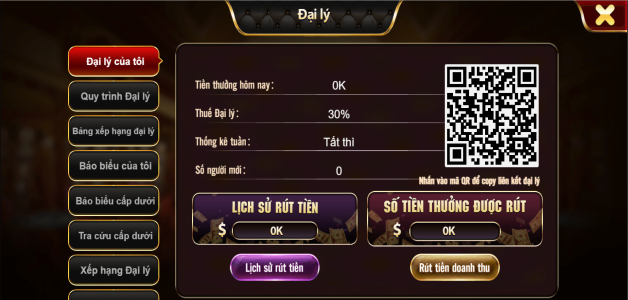 Đại lý
Đại lý của tôi
Quy trình Đại lý
Bảng xếp hạng đại lý
Báo biểu của tôi
Báo biểu cấp dưới
Tra cứu cấp dưới
Xếp hạng Đại lý
Tiền thưởng hôm nay: 0K
Thuế Đại lý: 30%
Thống kê tuần: Tất thì
Số người mới: 0
Nhấn vào mã QR để copy liên kết đại lý
LỊCH SỬ RÚT TIỀN
$ 0K
Lịch sử rút tiền
SỐ TIỀN THƯỞNG ĐƯỢC RÚT
$ 0K
Rút tiền doanh thu